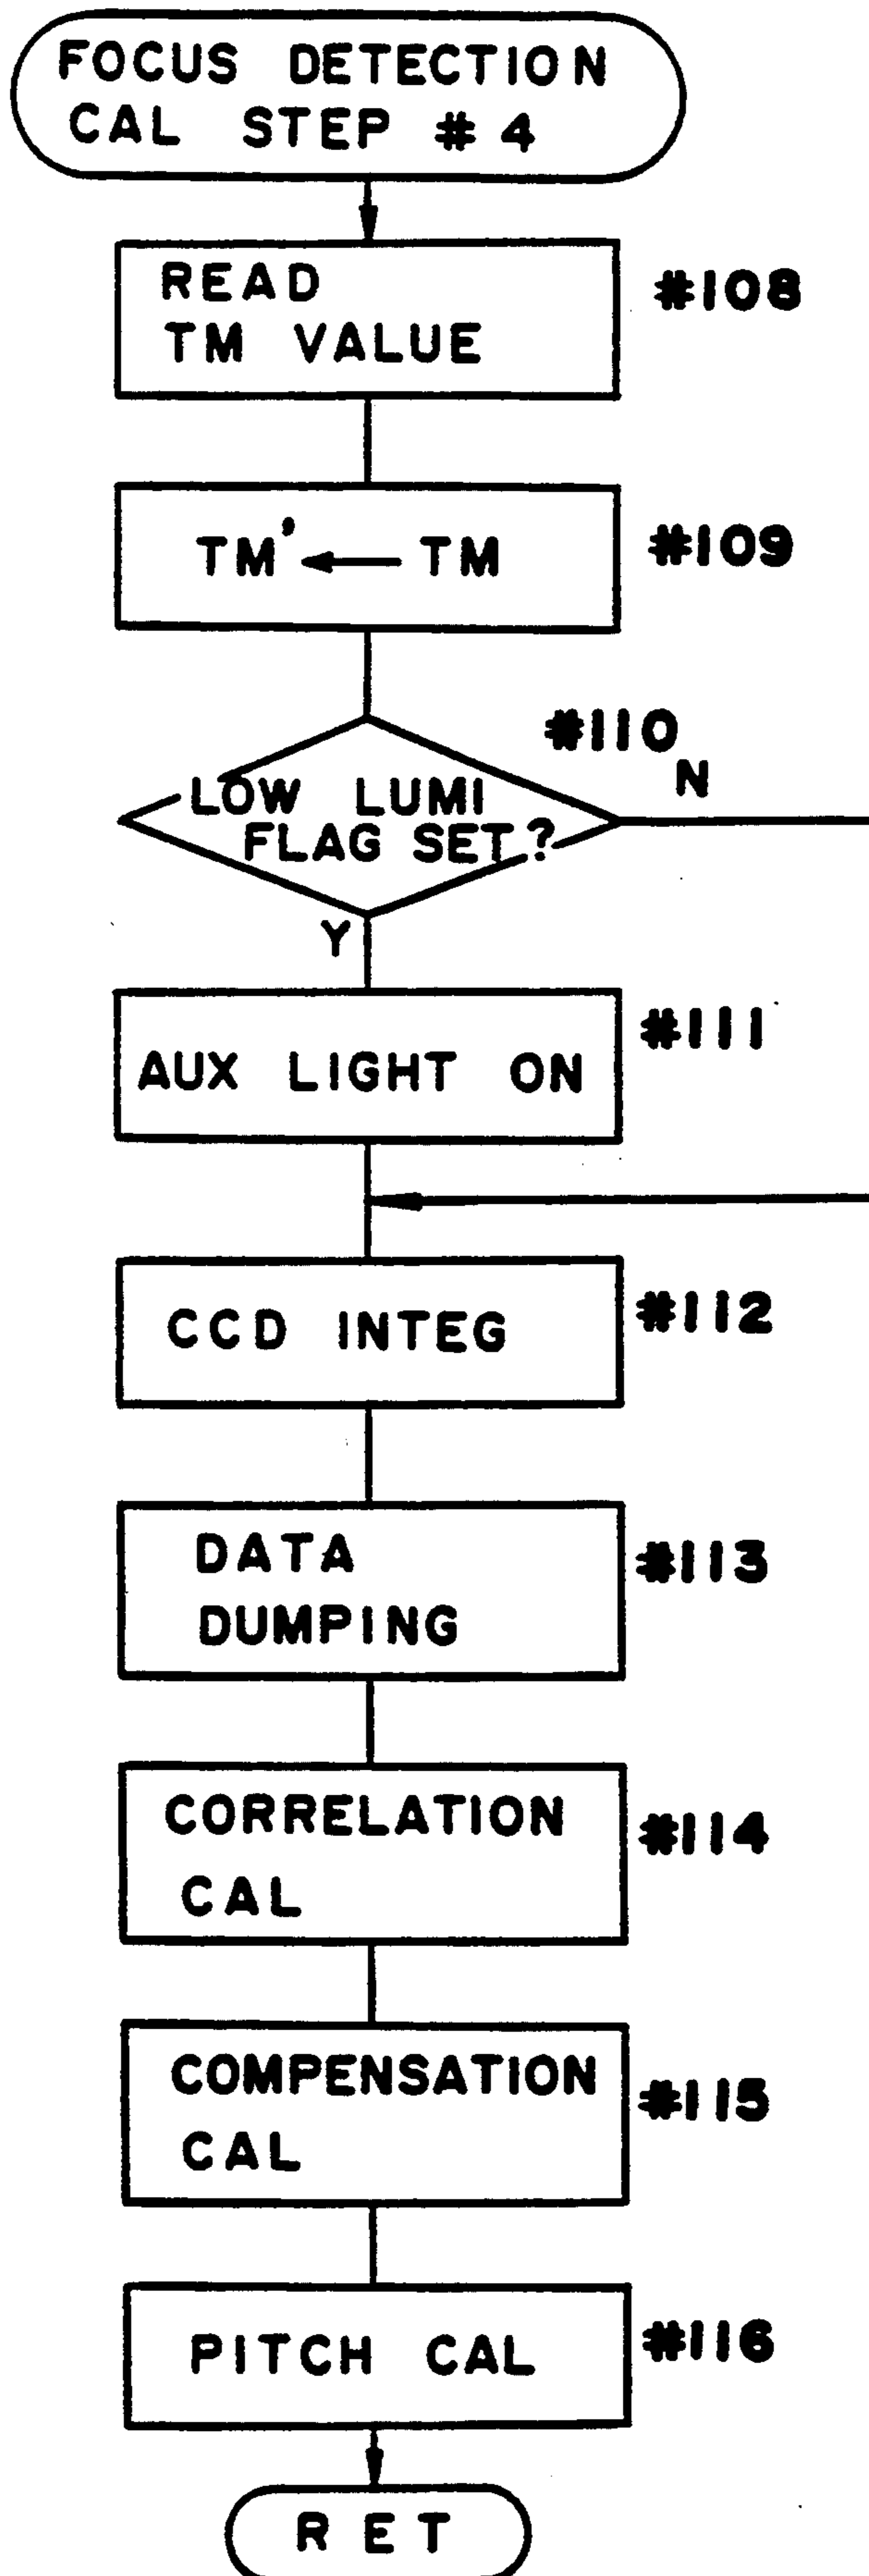 FOCUS DETECTION
CAL STEP # 4
READ
TM VALUE
#108
TM' ← TM
#109
#110
N
LOW LUMI
FLAG SET?
Y
#111
AUX LIGHT ON
CCD INTEG
#112
DATA
DUMPING
#113
CORRELATION
CAL
#114
COMPENSATION
CAL
#115
PITCH CAL
#116
RET